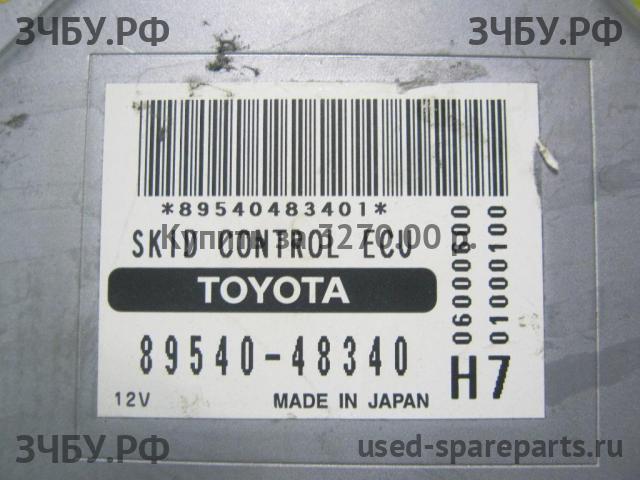 ЗЧБУ.РФ
ЗЧБУ.РФ
*89540483401*
Купить за 3270.00
SKID CONTROL ECU
TOYOTA
89540-48340
06000600
01000100
H7
12V
MADE IN JAPAN
ЗЧБУ.РФ
used-spareparts.ru